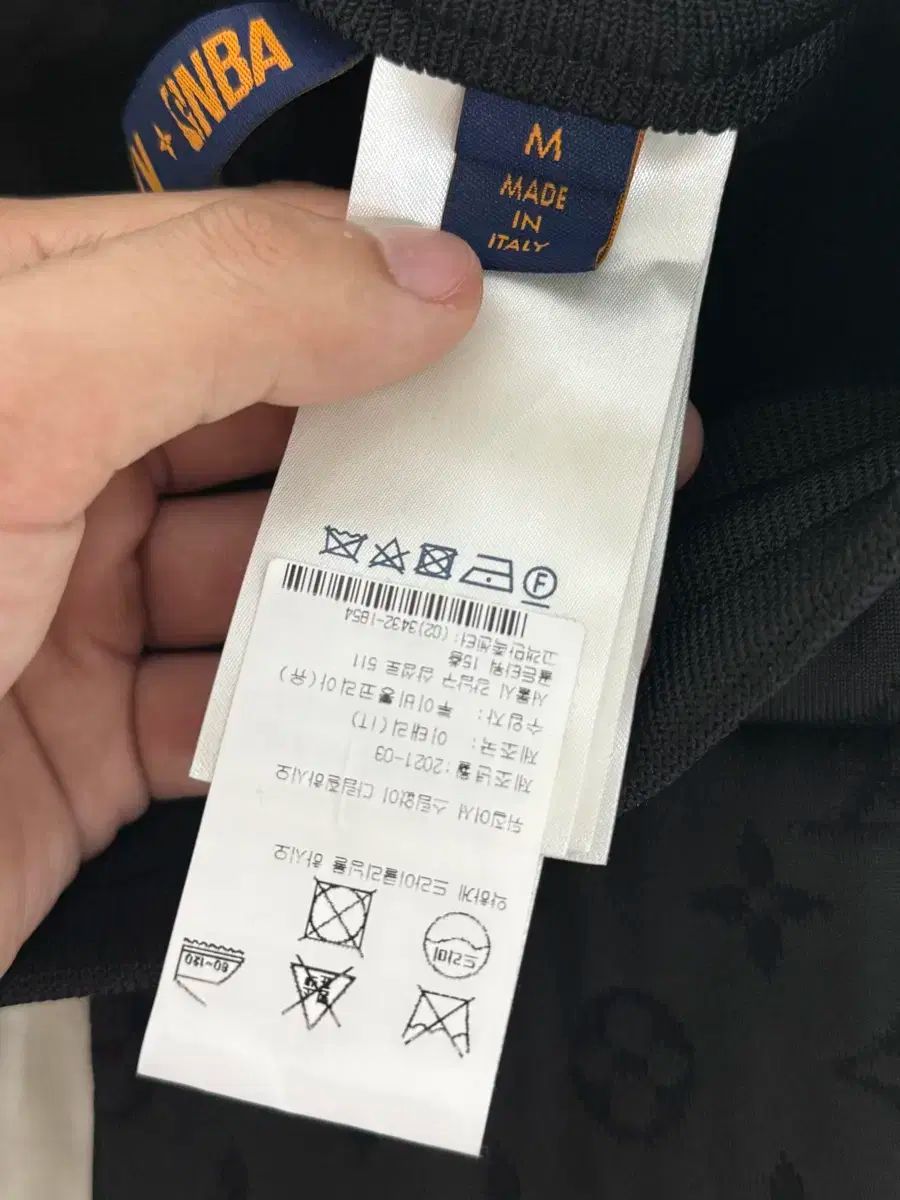 N + NBA
M
MADE
IN
ITALY
F
드라이
80~120
약하게 드라이클리닝을 하시오
뒤집어서 스팀없이 다림질하시오
제조년월 : 2021-03
제조국 : 이태리(IT)
수입자: 루이비통코리아(유)
서울시 강남구 삼성로 511
골든타워 15층
고객만족센터: (02)3432-1854